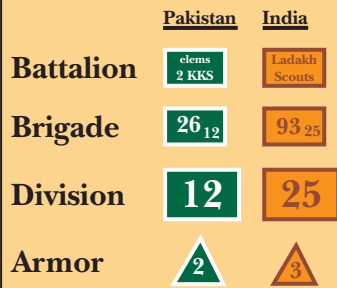 Pakistan India
Battalion elems 2 KKS Ladakh Scouts
Brigade 26 12 93 25
Division 12 25
Armor 2 3